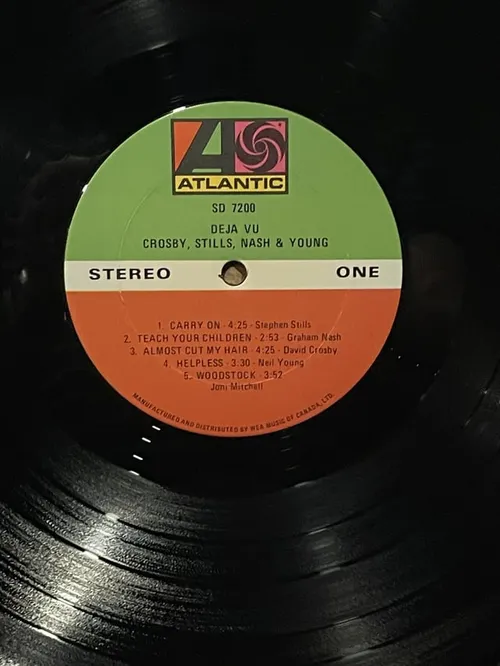 ATLANTIC
SD 7200
DEJA VU
CROSBY, STILLS, NASH & YOUNG
STEREO ONE
1. CARRY ON - 4:25 - Stephen Stills
2. TEACH YOUR CHILDREN - 2:53 - Graham Nash
3. ALMOST CUT MY HAIR - 4:25 - David Crosby
4. HELPLESS - 3:30 - Neil Young
5. WOODSTOCK - 3:52
Joni Mitchell
MANUFACTURED AND DISTRIBUTED BY WEA MUSIC OF CANADA, LTD.